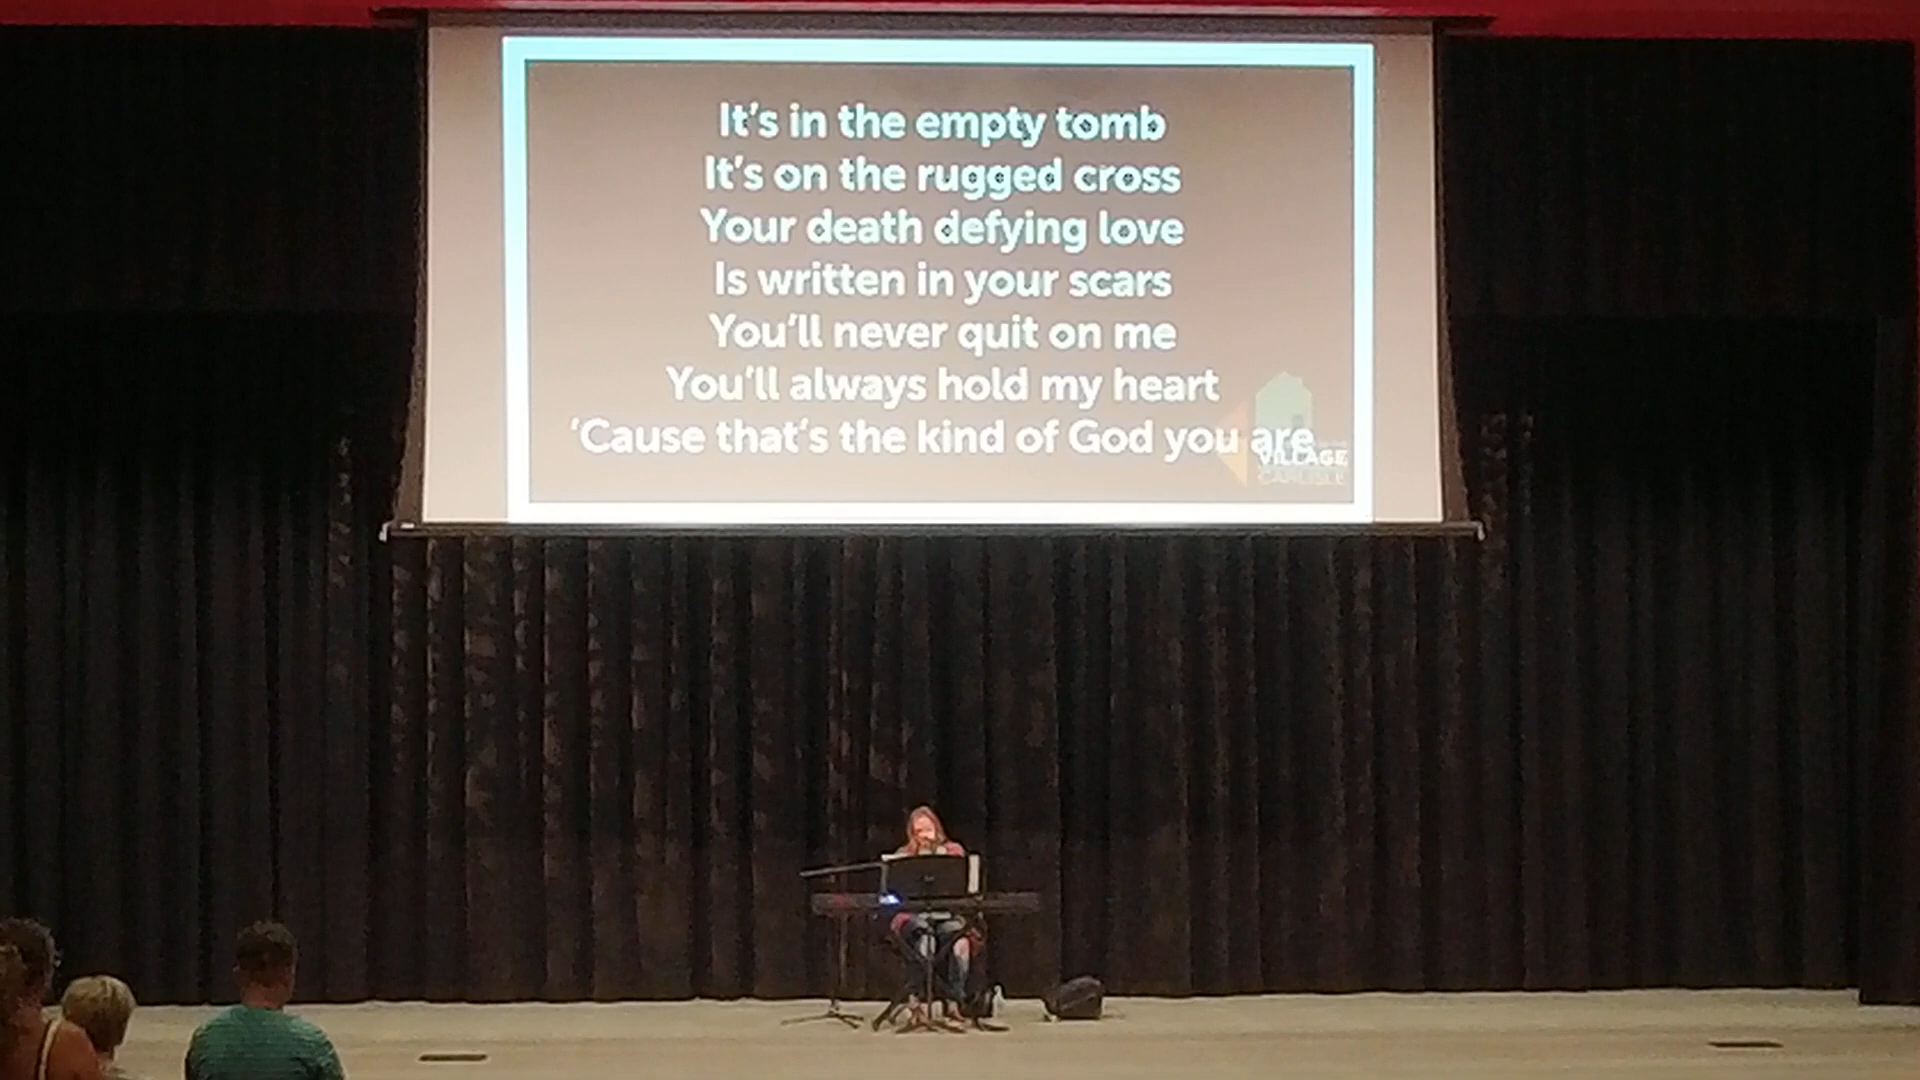 It's in the empty tomb
It's on the rugged cross
Your death defying love
Is written in your scars
You'll never quit on me
You'll always hold my heart
'Cause that's the kind of God you are
VILLAGE
CARLISLE